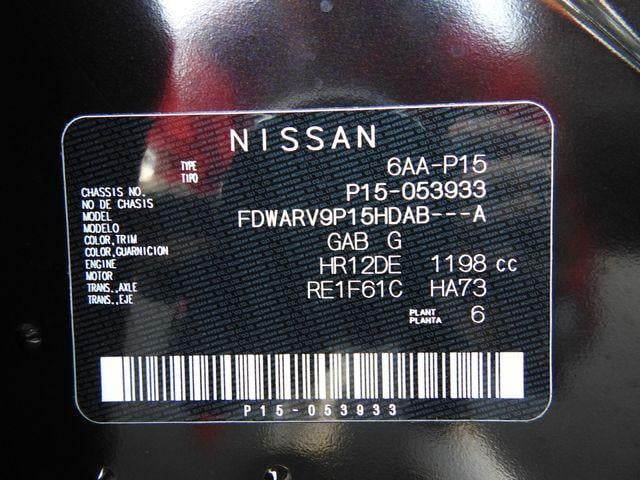 NISSAN
TYPE
TIPO
6AA-P15
CHASSIS NO.
NO DE CHASSIS
P15-053933
MODEL
MODELO
FDWARV9P15HDAB---A
COLOR,TRIM
COLOR,GUARNICION
GAB G
ENGINE
MOTOR
HR12DE 1198 cc
TRANS.,AXLE
TRANS.,EJE
RE1F61C HA73
PLANT
PLANTA
6
P15-053933